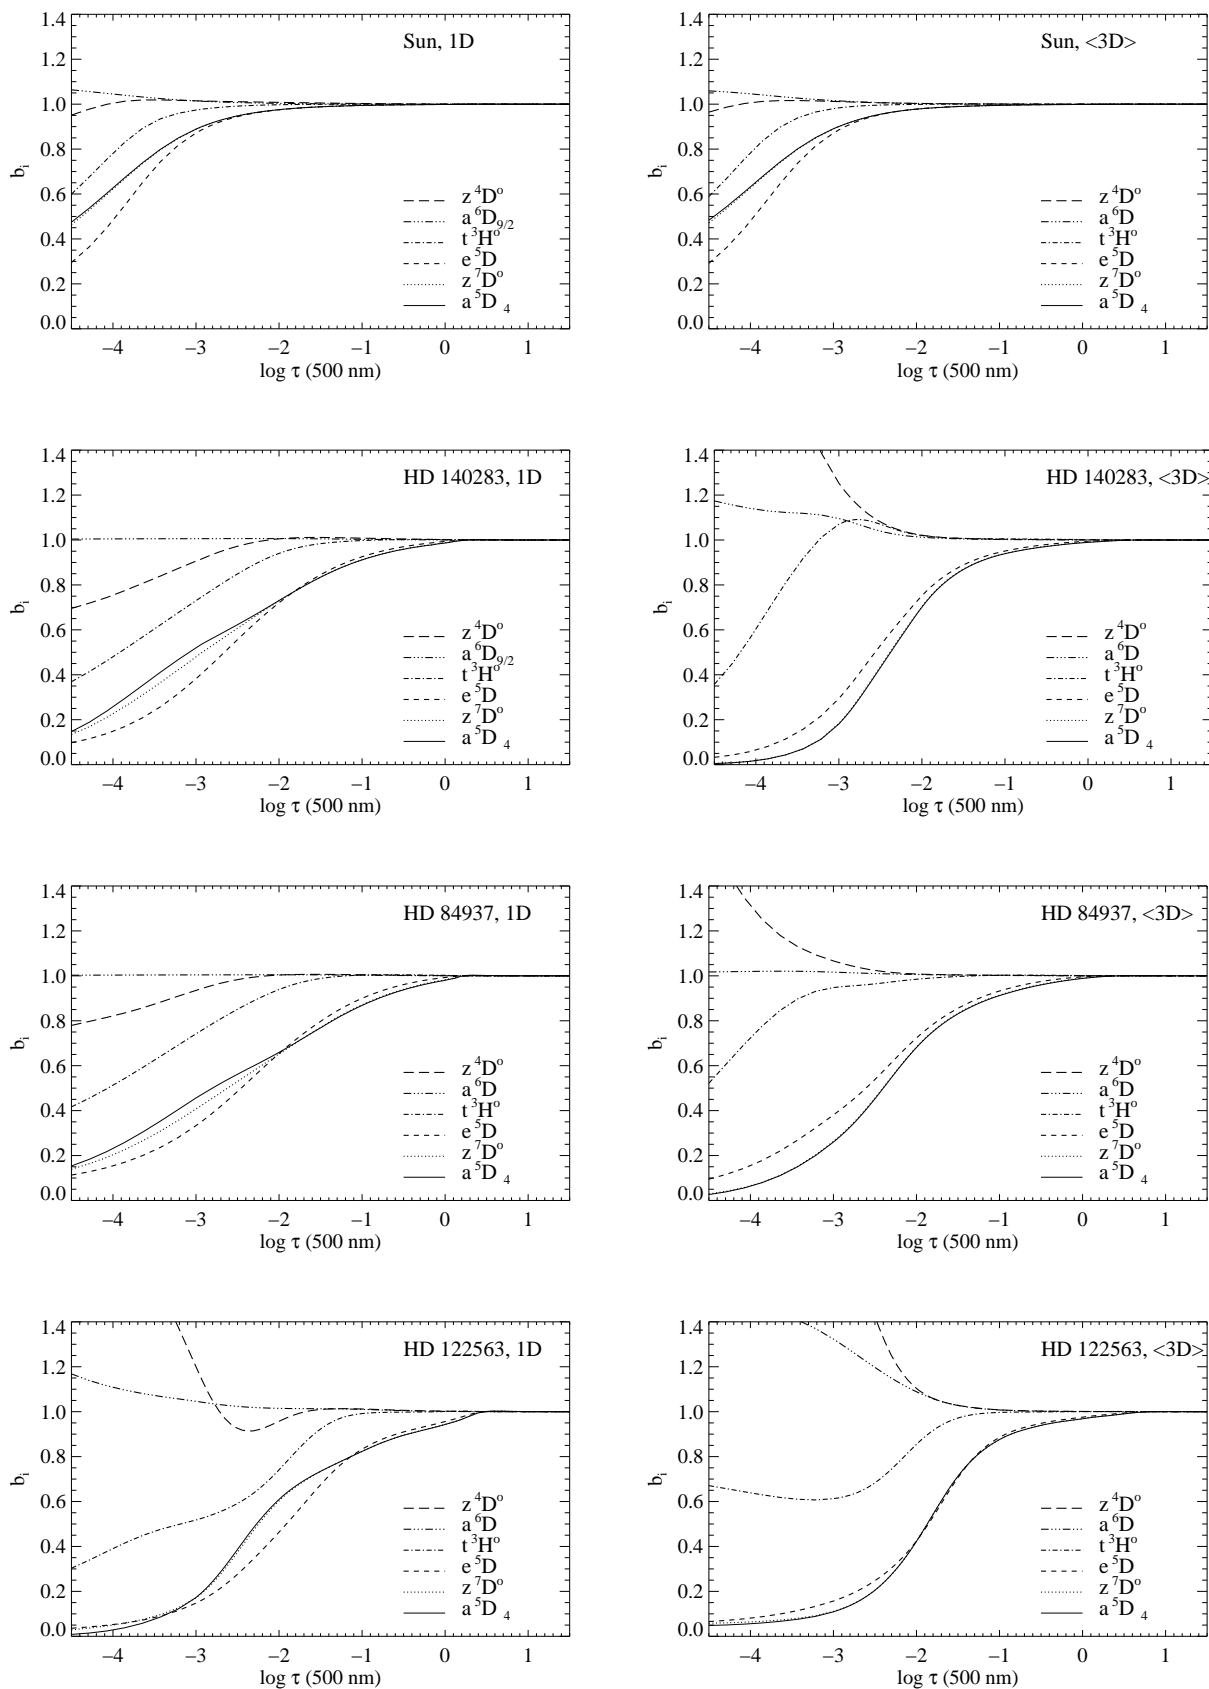 Sun, 1D
1.4
1.2
1.0
0.8
0.6
0.4
0.2
0.0
b_i
z ⁴D°
a ⁶D_9/2
t ³H°
e ⁵D
z ⁷D°
a ⁵D ₄
−4 −3 −2 −1 0 1
log τ (500 nm)
Sun, <3D>
1.4
1.2
1.0
0.8
0.6
0.4
0.2
0.0
b_i
z ⁴D°
a ⁶D
t ³H°
e ⁵D
z ⁷D°
a ⁵D ₄
−4 −3 −2 −1 0 1
log τ (500 nm)
HD 140283, 1D
1.4
1.2
1.0
0.8
0.6
0.4
0.2
0.0
b_i
z ⁴D°
a ⁶D_9/2
t ³H°
e ⁵D
z ⁷D°
a ⁵D ₄
−4 −3 −2 −1 0 1
log τ (500 nm)
HD 140283, <3D>
1.4
1.2
1.0
0.8
0.6
0.4
0.2
0.0
b_i
z ⁴D°
a ⁶D
t ³H°
e ⁵D
z ⁷D°
a ⁵D ₄
−4 −3 −2 −1 0 1
log τ (500 nm)
HD 84937, 1D
1.4
1.2
1.0
0.8
0.6
0.4
0.2
0.0
b_i
z ⁴D°
a ⁶D
t ³H°
e ⁵D
z ⁷D°
a ⁵D ₄
−4 −3 −2 −1 0 1
log τ (500 nm)
HD 84937, <3D>
1.4
1.2
1.0
0.8
0.6
0.4
0.2
0.0
b_i
z ⁴D°
a ⁶D
t ³H°
e ⁵D
z ⁷D°
a ⁵D ₄
−4 −3 −2 −1 0 1
log τ (500 nm)
HD 122563, 1D
1.4
1.2
1.0
0.8
0.6
0.4
0.2
0.0
b_i
z ⁴D°
a ⁶D
t ³H°
e ⁵D
z ⁷D°
a ⁵D ₄
−4 −3 −2 −1 0 1
log τ (500 nm)
HD 122563, <3D>
1.4
1.2
1.0
0.8
0.6
0.4
0.2
0.0
b_i
z ⁴D°
a ⁶D
t ³H°
e ⁵D
z ⁷D°
a ⁵D ₄
−4 −3 −2 −1 0 1
log τ (500 nm)